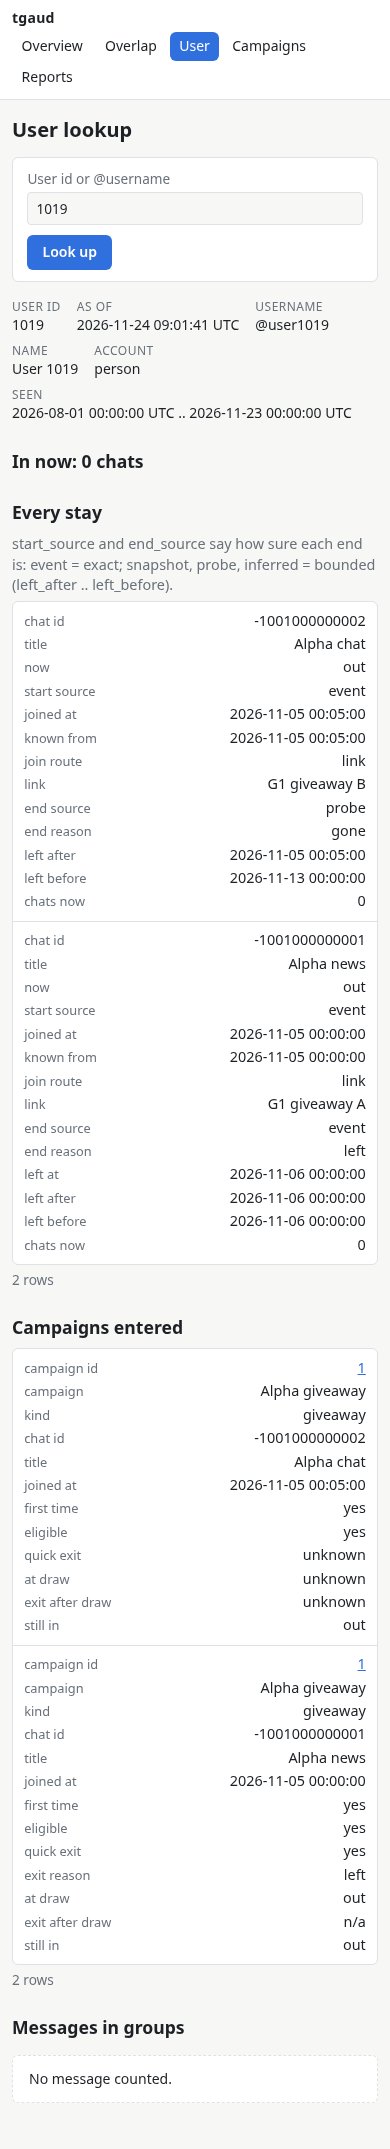 tgaud
Overview Overlap User Campaigns
Reports
User lookup
User id or @username
1019
Look up
USER ID AS OF USERNAME
1019 2026-11-24 09:01:41 UTC @user1019
NAME ACCOUNT
User 1019 person
SEEN
2026-08-01 00:00:00 UTC .. 2026-11-23 00:00:00 UTC
In now: 0 chats
Every stay
start_source and end_source say how sure each end
is: event = exact; snapshot, probe, inferred = bounded
(left_after .. left_before).
chat id -1001000000002
title Alpha chat
now out
start source event
joined at 2026-11-05 00:05:00
known from 2026-11-05 00:05:00
join route link
link G1 giveaway B
end source probe
end reason gone
left after 2026-11-05 00:05:00
left before 2026-11-13 00:00:00
chats now 0
chat id -1001000000001
title Alpha news
now out
start source event
joined at 2026-11-05 00:00:00
known from 2026-11-05 00:00:00
join route link
link G1 giveaway A
end source event
end reason left
left at 2026-11-06 00:00:00
left after 2026-11-06 00:00:00
left before 2026-11-06 00:00:00
chats now 0
2 rows
Campaigns entered
campaign id 1
campaign Alpha giveaway
kind giveaway
chat id -1001000000002
title Alpha chat
joined at 2026-11-05 00:05:00
first time yes
eligible yes
quick exit unknown
at draw unknown
exit after draw unknown
still in out
campaign id 1
campaign Alpha giveaway
kind giveaway
chat id -1001000000001
title Alpha news
joined at 2026-11-05 00:00:00
first time yes
eligible yes
quick exit yes
exit reason left
at draw out
exit after draw n/a
still in out
2 rows
Messages in groups
No message counted.